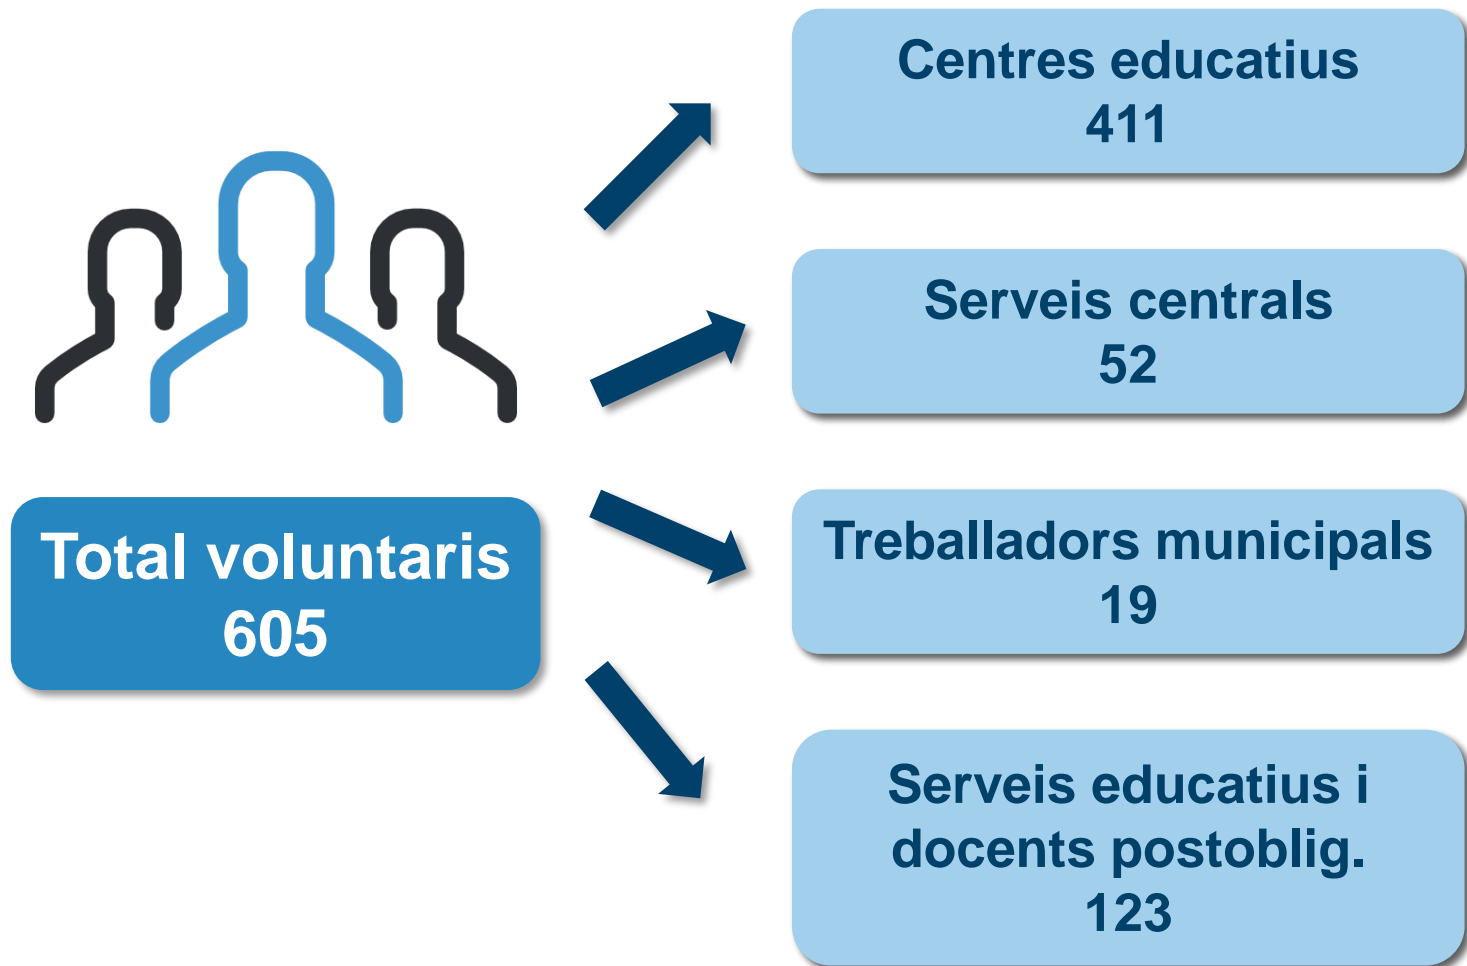 Centres educatius
411
Serveis centrals
52
Total voluntaris
605
Treballadors municipals
19
Serveis educatius i
docents postoblig.
123